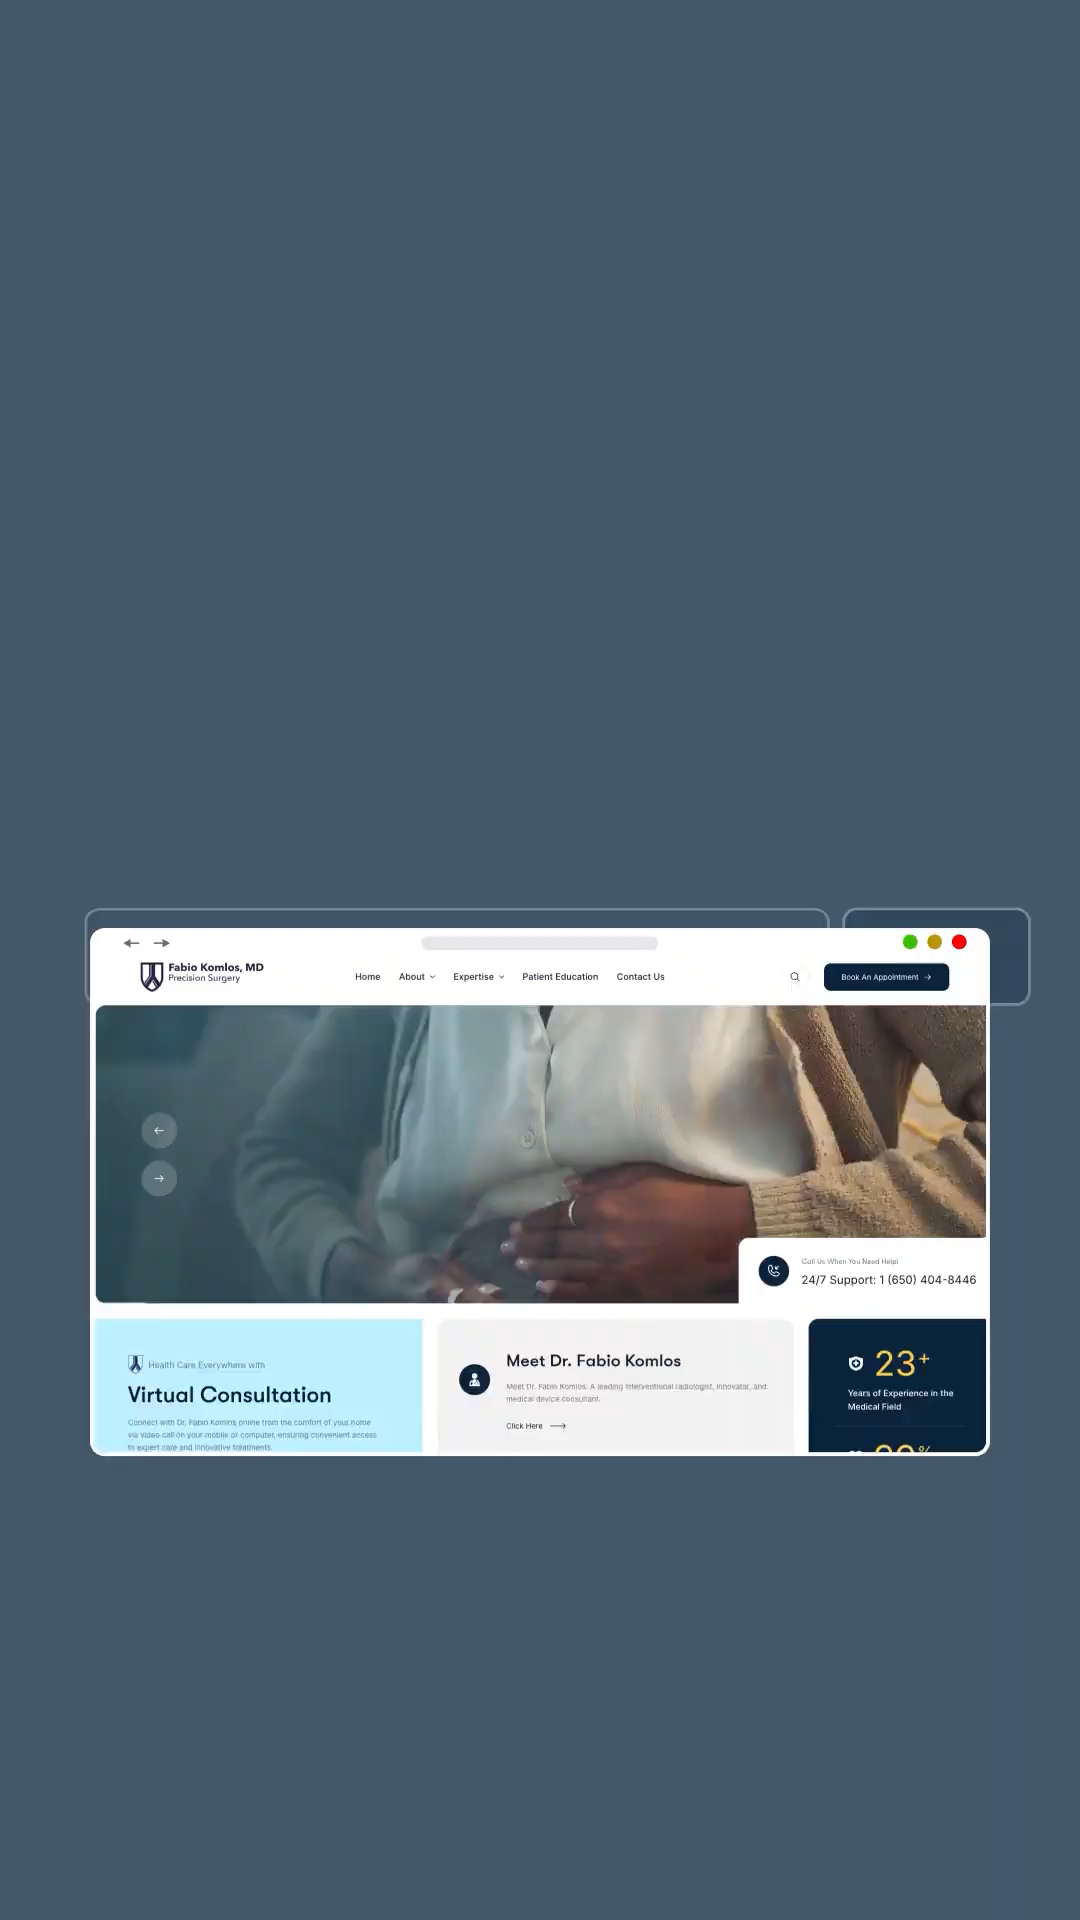 Fabio Komlos, MD
Precision Surgery
Home
About
Expertise
Patient Education
Contact Us
Book An Appointment
Call Us When You Need Help!
24/7 Support: 1 (650) 404-8446
Health Care Everywhere with
Virtual Consultation
Connect with Dr. Fabio Komlos online from the comfort of your home
via video call on your mobile or computer, ensuring convenient access
to expert care and innovative treatments.
Meet Dr. Fabio Komlos
Meet Dr. Fabio Komlos: A leading interventional radiologist, innovator, and
medical device consultant.
Click Here
23+
Years of Experience in the
Medical Field